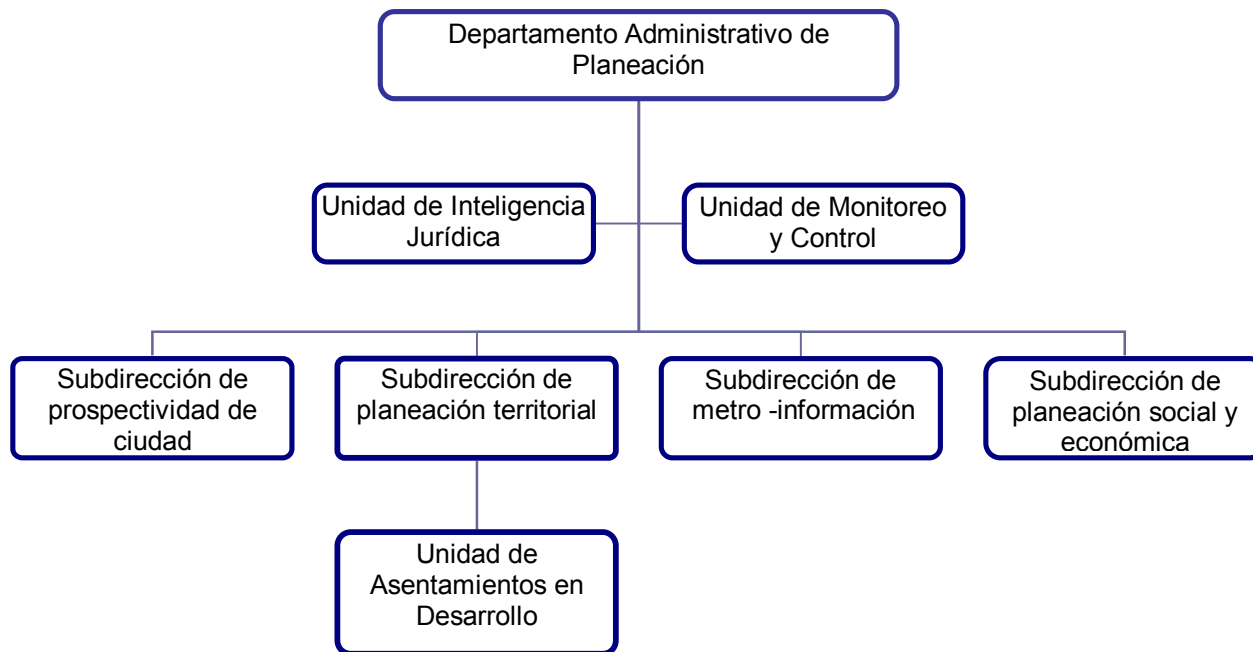 Departamento Administrativo de
Planeación
Unidad de Inteligencia
Jurídica
Unidad de Monitoreo
y Control
Subdirección de
prospectividad de
ciudad
Subdirección de
planeación territorial
Subdirección de
metro -información
Subdirección de
planeación social y
económica
Unidad de
Asentamientos en
Desarrollo